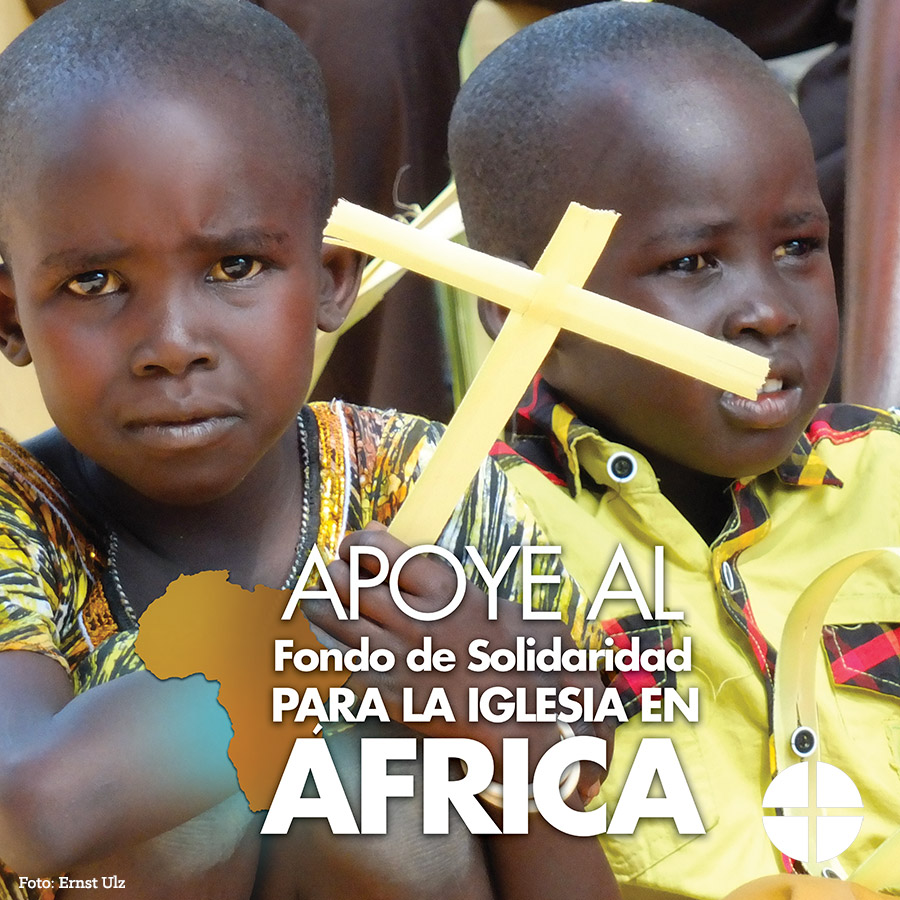 APOYE AL
Fondo de Solidaridad
PARA LA IGLESIA EN
ÁFRICA
Foto: Ernst Ulz